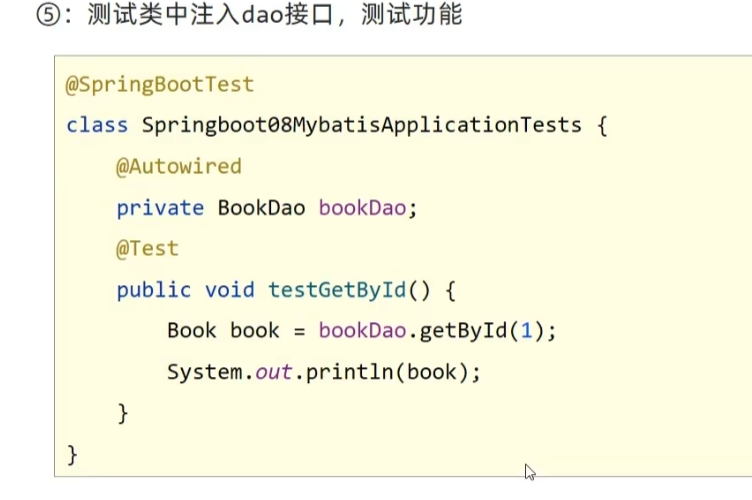 ⑤：测试类中注入dao接口，测试功能
@SpringBootTest
class Springboot08MybatisApplicationTests {
    @Autowired
    private BookDao bookDao;
    @Test
    public void testGetById() {
        Book book = bookDao.getById(1);
        System.out.println(book);
    }
}